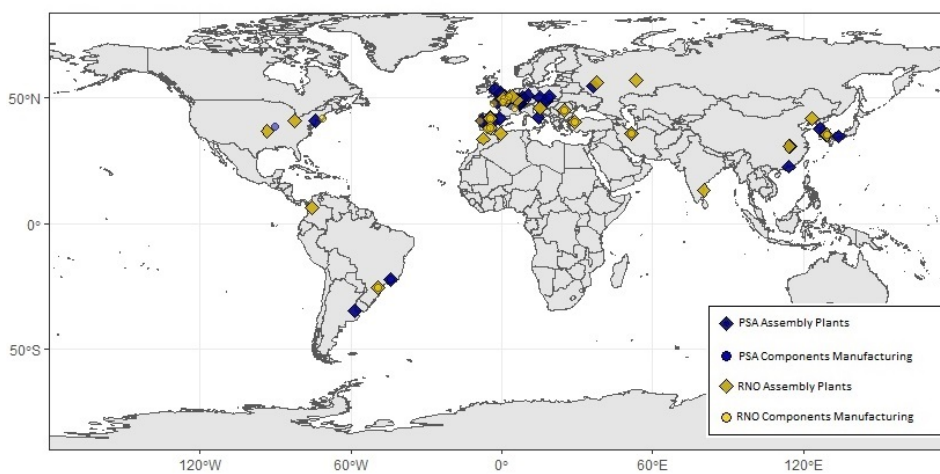 50°N
0°
50°S
120°W
60°W
0°
60°E
120°E
PSA Assembly Plants
PSA Components Manufacturing
RNO Assembly Plants
RNO Components Manufacturing